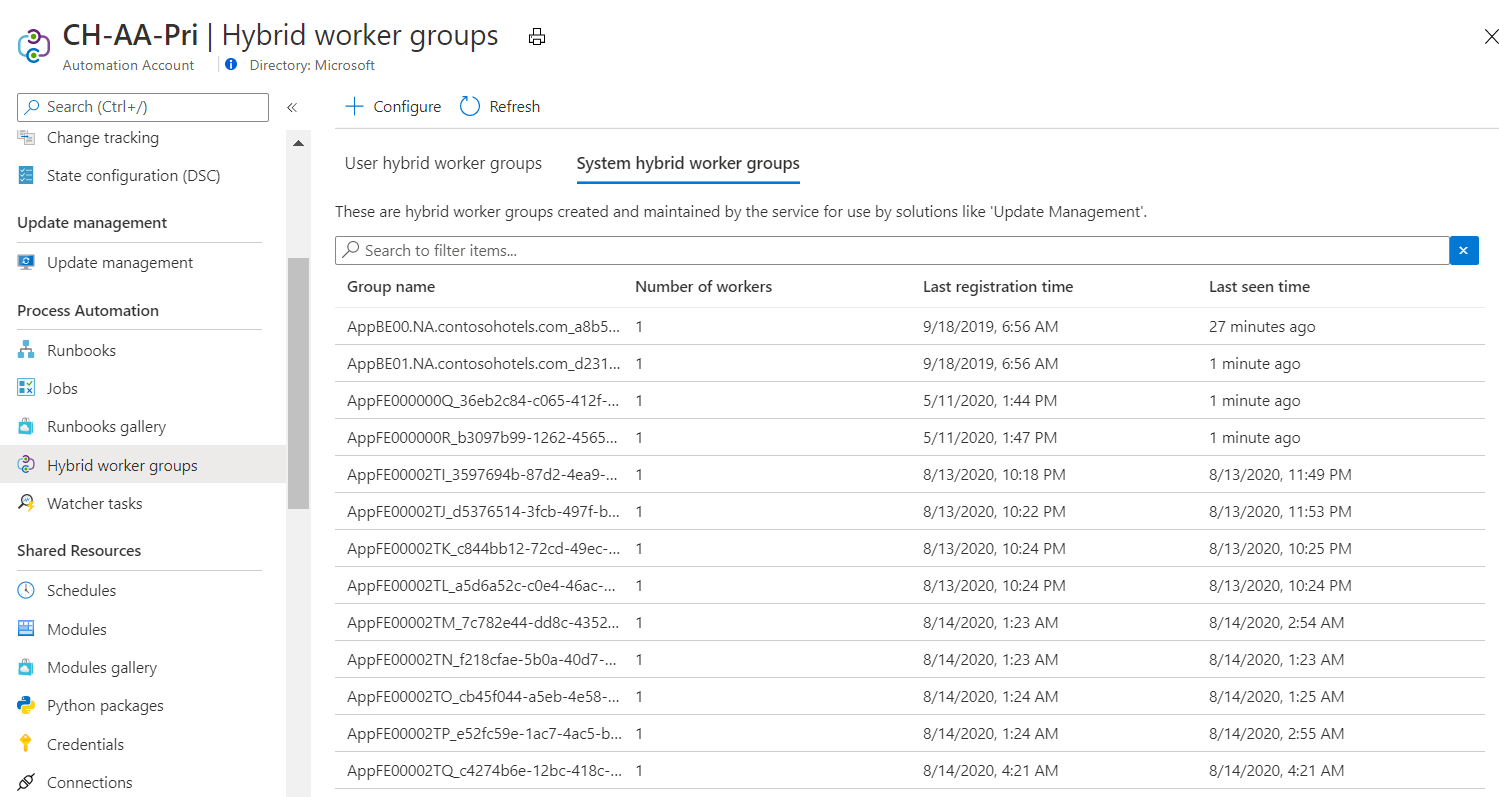 CH-AA-Pri | Hybrid worker groups
Automation Account
Directory: Microsoft
Search (Ctrl+/)
«
Change tracking
State configuration (DSC)
Update management
Update management
Process Automation
Runbooks
Jobs
Runbooks gallery
Hybrid worker groups
Watcher tasks
Shared Resources
Schedules
Modules
Modules gallery
Python packages
Credentials
Connections
Configure Refresh
User hybrid worker groups System hybrid worker groups
These are hybrid worker groups created and maintained by the service for use by solutions like 'Update Management'.
Search to filter items...
Group name Number of workers Last registration time Last seen time
AppBE00.NA.contosohotels.com_a8b5... 1 9/18/2019, 6:56 AM 27 minutes ago
AppBE01.NA.contosohotels.com_d231... 1 9/18/2019, 6:56 AM 1 minute ago
AppFE000000Q_36eb2c84-c065-412f-... 1 5/11/2020, 1:44 PM 1 minute ago
AppFE000000R_b3097b99-1262-4565... 1 5/11/2020, 1:47 PM 1 minute ago
AppFE00002TI_3597694b-87d2-4ea9-... 1 8/13/2020, 10:18 PM 8/13/2020, 11:49 PM
AppFE00002TJ_d5376514-3fcb-497f-b... 1 8/13/2020, 10:22 PM 8/13/2020, 11:53 PM
AppFE00002TK_c844bb12-72cd-49ec-... 1 8/13/2020, 10:24 PM 8/13/2020, 10:25 PM
AppFE00002TL_a5d6a52c-c0e4-46ac-... 1 8/13/2020, 10:24 PM 8/13/2020, 10:24 PM
AppFE00002TM_7c782e44-dd8c-4352... 1 8/14/2020, 1:23 AM 8/14/2020, 2:54 AM
AppFE00002TN_f218cfae-5b0a-40d7-... 1 8/14/2020, 1:23 AM 8/14/2020, 1:23 AM
AppFE00002TO_cb45f044-a5eb-4e58-... 1 8/14/2020, 1:24 AM 8/14/2020, 1:25 AM
AppFE00002TP_e52fc59e-1ac7-4ac5-b... 1 8/14/2020, 1:24 AM 8/14/2020, 2:55 AM
AppFE00002TQ_c4274b6e-12bc-418c-... 1 8/14/2020, 4:21 AM 8/14/2020, 4:21 AM